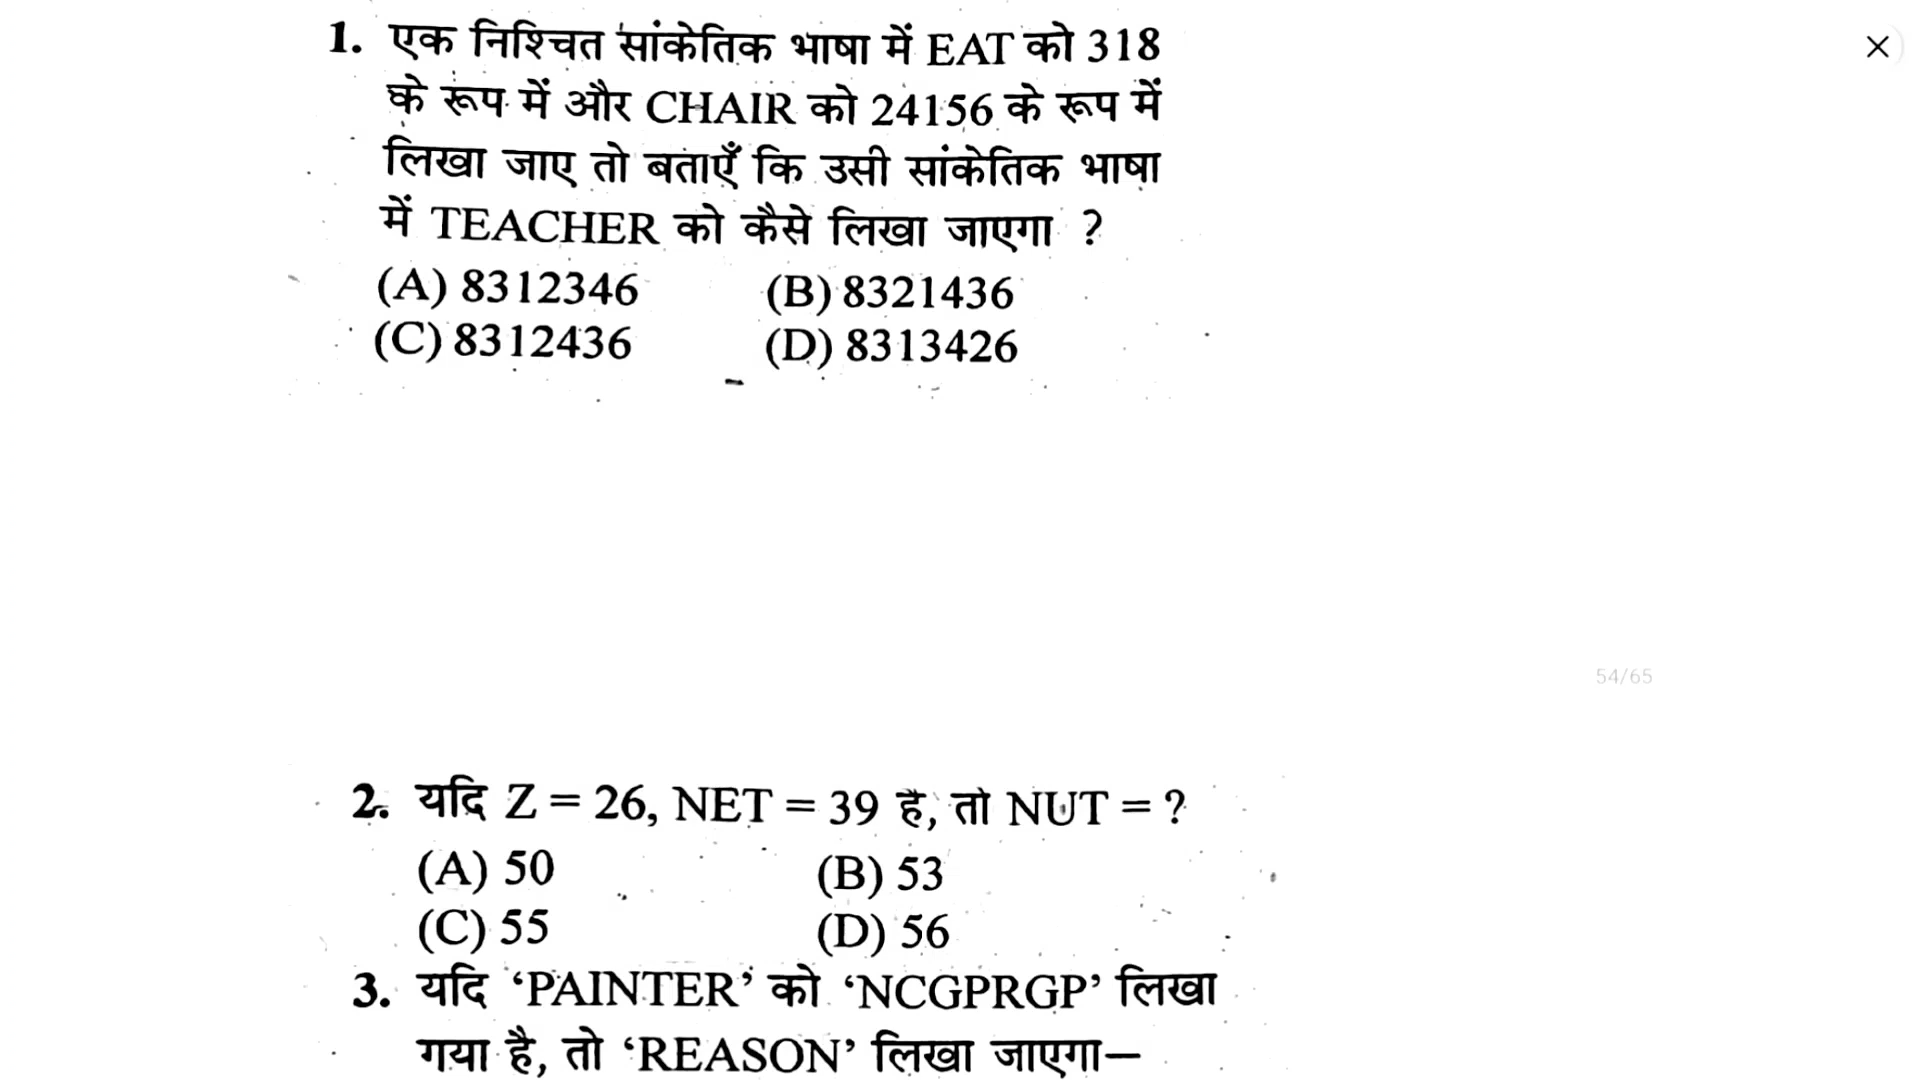 1. एक निश्चित सांकेतिक भाषा में EAT को 318
के रूप में और CHAIR को 24156 के रूप में
लिखा जाए तो बताएँ कि उसी सांकेतिक भाषा
में TEACHER को कैसे लिखा जाएगा ?
(A) 8312346 (B) 8321436
(C) 8312436 (D) 8313426
54/65
2. यदि Z = 26, NET = 39 है, तो NUT = ?
(A) 50 (B) 53
(C) 55 (D) 56
3. यदि ‘PAINTER’ को ‘NCGPRGP’ लिखा
गया है, तो ‘REASON’ लिखा जाएगा—